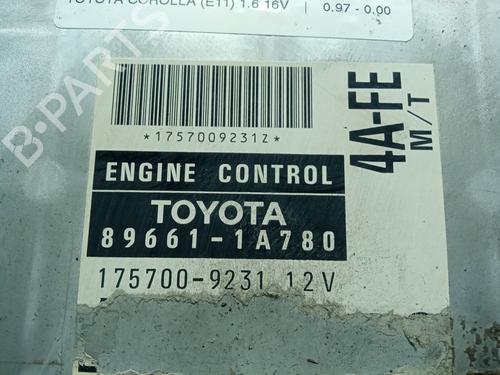 TOYOTA COROLLA (E11) 1.6 16V | 0.97 - 0.00
*1757009231Z*
4A-FE
M/T
ENGINE CONTROL
TOYOTA
89661-1A780
175700-9231 12V
B-PARTS